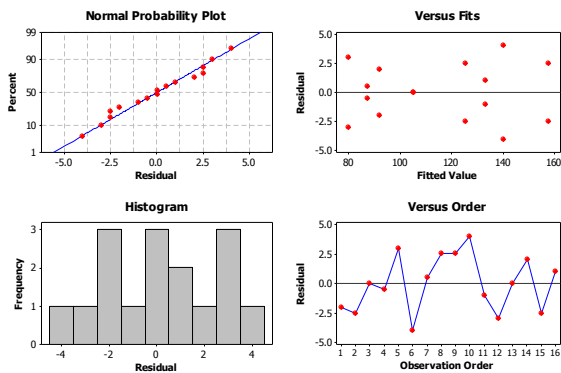 Normal Probability Plot
99
90
50
10
1
Percent
-5.0 -2.5 0.0 2.5 5.0
Residual
Versus Fits
5.0
2.5
0.0
-2.5
-5.0
Residual
80 100 120 140 160
Fitted Value
Histogram
3
2
1
0
Frequency
-4 -2 0 2 4
Residual
Versus Order
5.0
2.5
0.0
-2.5
-5.0
Residual
1 2 3 4 5 6 7 8 9 10 11 12 13 14 15 16
Observation Order